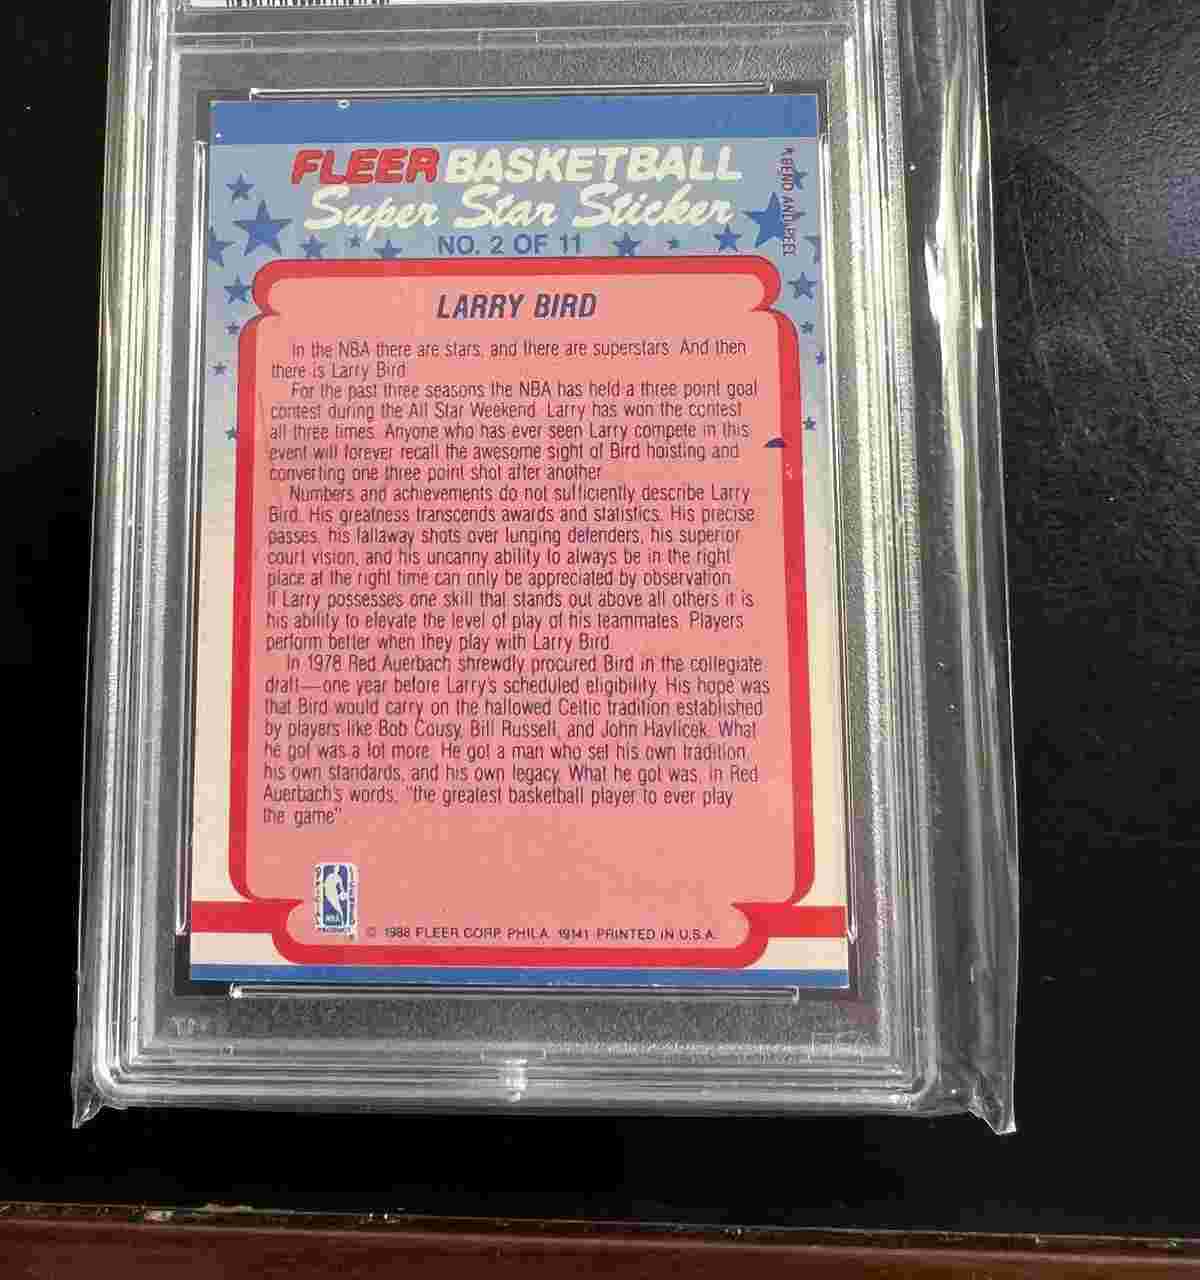 FLEER BASKETBALL
Super Star Sticker
NO. 2 OF 11
BEND AND PEEL
LARRY BIRD
In the NBA there are stars, and there are superstars. And then
there is Larry Bird.
For the past three seasons the NBA has held a three point goal
contest during the All Star Weekend. Larry has won the contest
all three times. Anyone who has ever seen Larry compete in this
event will forever recall the awesome sight of Bird hoisting and
converting one three point shot after another.
Numbers and achievements do not sufficiently describe Larry
Bird. His greatness transcends awards and statistics. His precise
passes, his fallaway shots over lunging defenders, his superior
court vision, and his uncanny ability to always be in the right
place at the right time can only be appreciated by observation.
If Larry possesses one skill that stands out above all others it is
his ability to elevate the level of play of his teammates. Players
perform better when they play with Larry Bird.
In 1978 Red Auerbach shrewdly procured Bird in the collegiate
draft—one year before Larry's scheduled eligibility. His hope was
that Bird would carry on the hallowed Celtic tradition established
by players like Bob Cousy, Bill Russell, and John Havlicek. What
he got was a lot more. He got a man who set his own tradition,
his own standards, and his own legacy. What he got was, in Red
Auerbach's words, "the greatest basketball player to ever play
the game".
NBA
© 1988 FLEER CORP. PHILA. 19141 PRINTED IN U.S.A.